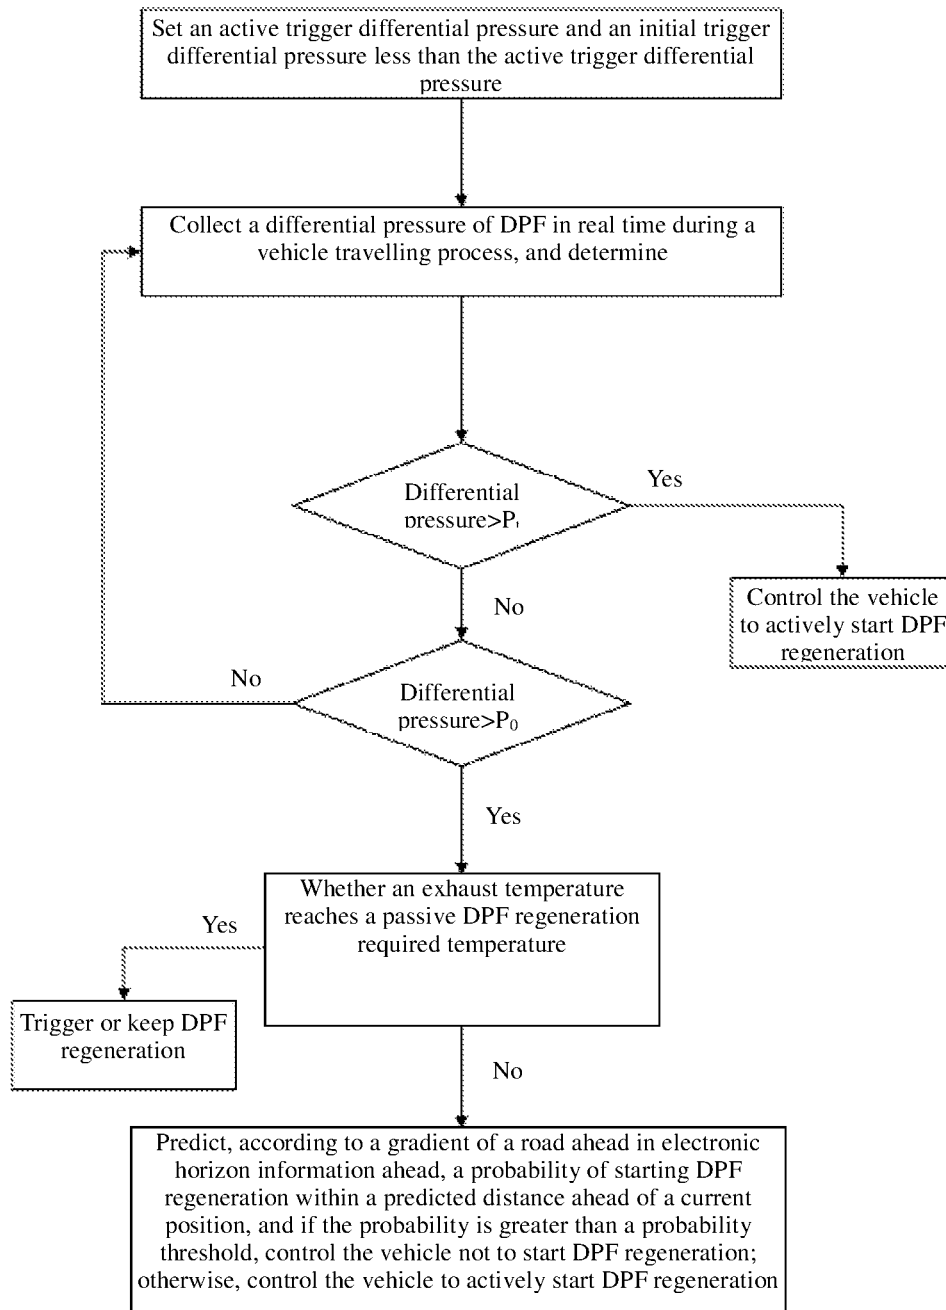 Set an active trigger differential pressure and an initial trigger
differential pressure less than the active trigger differential
pressure
Collect a differential pressure of DPF in real time during a
vehicle travelling process, and determine
Differential
pressure>P
Yes
Control the vehicle
to actively start DPF
regeneration
No
Differential
pressure>P₀
No
Yes
Whether an exhaust temperature
reaches a passive DPF regeneration
required temperature
Yes
Trigger or keep DPF
regeneration
No
Predict, according to a gradient of a road ahead in electronic
horizon information ahead, a probability of starting DPF
regeneration within a predicted distance ahead of a current
position, and if the probability is greater than a probability
threshold, control the vehicle not to start DPF regeneration;
otherwise, control the vehicle to actively start DPF regeneration